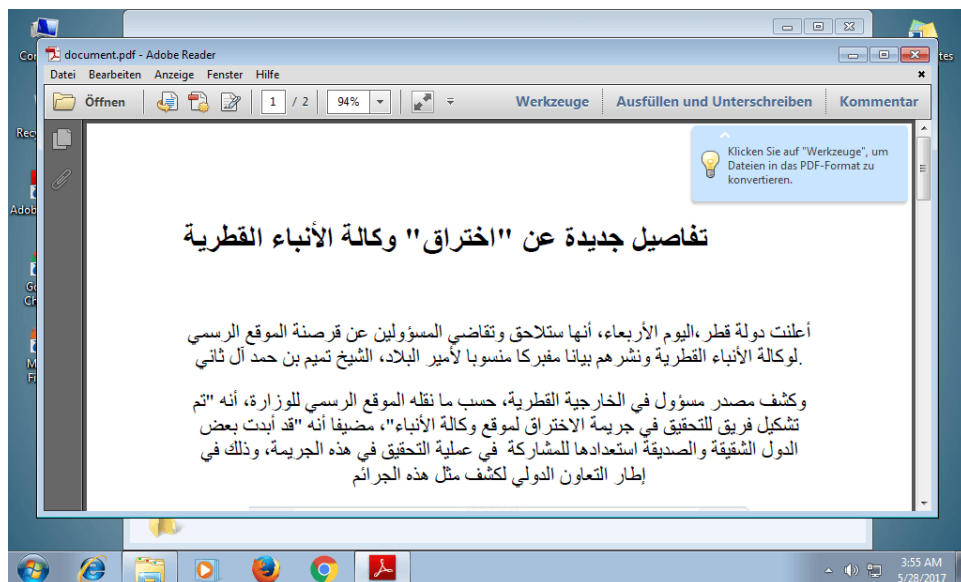 Cor
tes
document.pdf - Adobe Reader
Datei Bearbeiten Anzeige Fenster Hilfe
Öffnen 1 / 2 94% Werkzeuge Ausfüllen und Unterschreiben Kommentar
Klicken Sie auf "Werkzeuge", um
Dateien in das PDF-Format zu
konvertieren.
Rec
Adob
G
CH
M
Fi
تفاصيل جديدة عن "اختراق" وكالة الأنباء القطرية
أعلنت دولة قطر،اليوم الأربعاء، أنها ستلاحق وتقاضي المسؤولين عن قرصنة الموقع الرسمي
لوكالة الأنباء القطرية ونشرهم بيانا مفبركا منسوبا لأمير البلاد، الشيخ تميم بن حمد آل ثاني.
وكشف مصدر مسؤول في الخارجية القطرية، حسب ما نقله الموقع الرسمي للوزارة، أنه "تم
تشكيل فريق للتحقيق في جريمة الاختراق لموقع وكالة الأنباء"، مضيفا أنه "قد أبدت بعض
الدول الشقيقة والصديقة استعدادها للمشاركة في عملية التحقيق في هذه الجريمة، وذلك في
إطار التعاون الدولي لكشف مثل هذه الجرائم
3:55 AM
5/28/2017